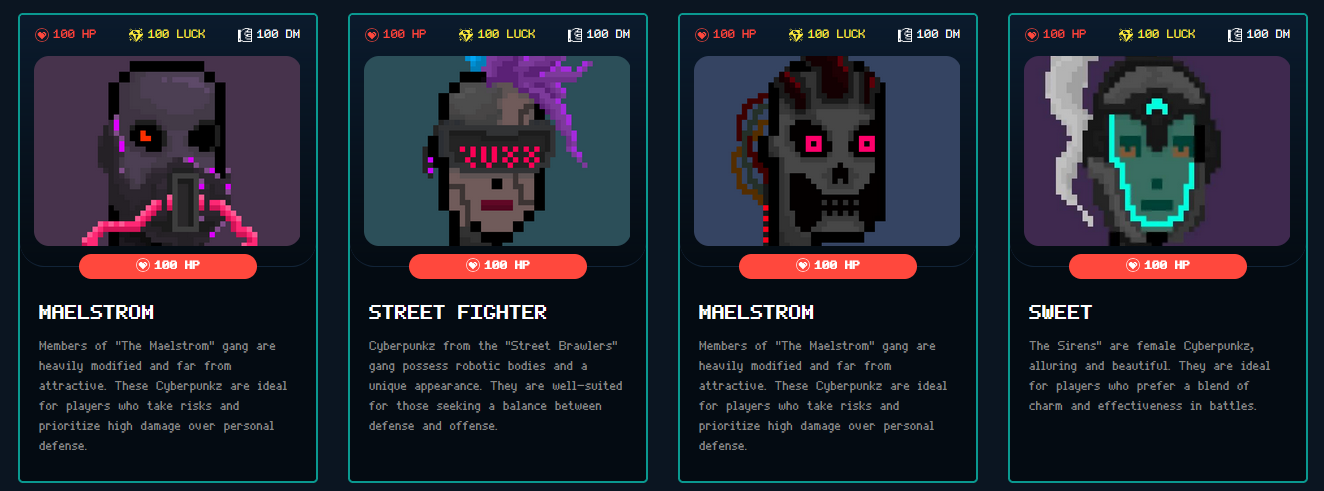 100 HP 100 LUCK 100 DM
100 HP
MAELSTROM
Members of "The Maelstrom" gang are
heavily modified and far from
attractive. These Cyberpunkz are ideal
for players who take risks and
prioritize high damage over personal
defense.
100 HP 100 LUCK 100 DM
100 HP
STREET FIGHTER
Cyberpunkz from the "Street Brawlers"
gang possess robotic bodies and a
unique appearance. They are well-suited
for those seeking a balance between
defense and offense.
100 HP 100 LUCK 100 DM
100 HP
MAELSTROM
Members of "The Maelstrom" gang are
heavily modified and far from
attractive. These Cyberpunkz are ideal
for players who take risks and
prioritize high damage over personal
defense.
100 HP 100 LUCK 100 DM
100 HP
SWEET
The Sirens" are female Cyberpunkz,
alluring and beautiful. They are ideal
for players who prefer a blend of
charm and effectiveness in battles.